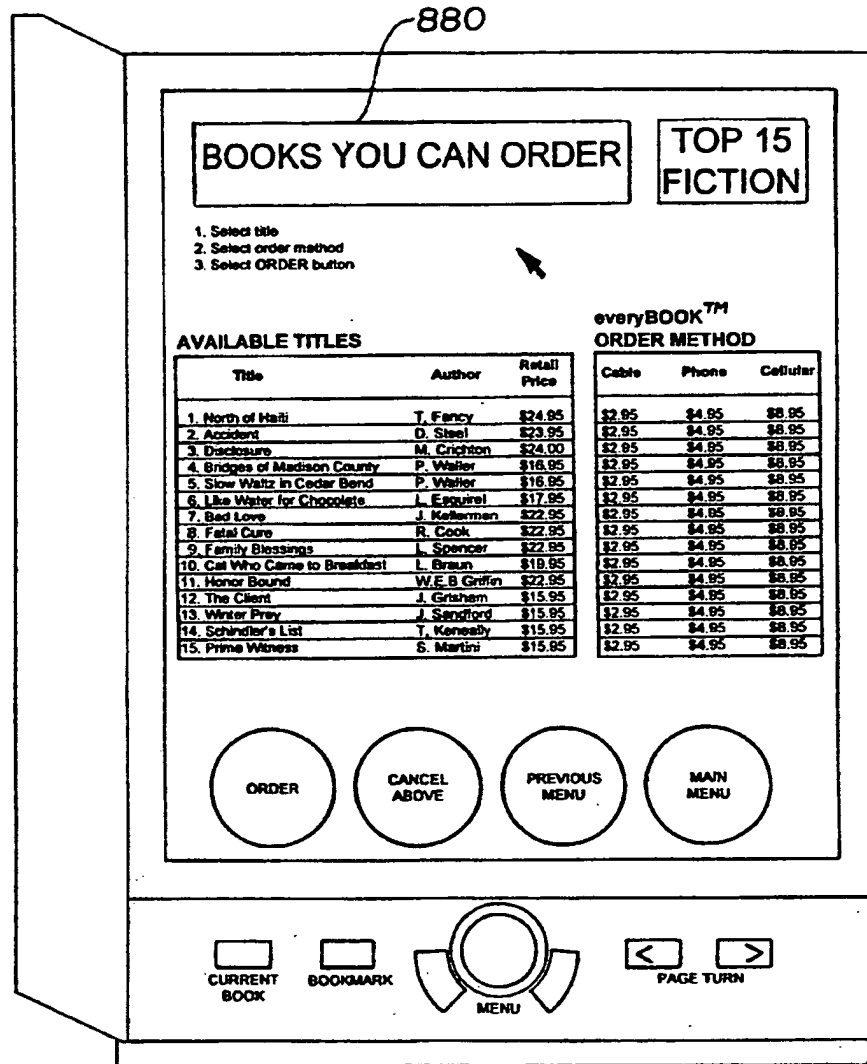 880
BOOKS YOU CAN ORDER
TOP 15
FICTION
1. Select title
2. Select order method
3. Select ORDER button
everyBOOK™
AVAILABLE TITLES
ORDER METHOD
Title Author Retail Price Cable Phone Cellular
1. North of Haiti T. Fancy $24.95 $2.95 $4.95 $8.95
2. Accident D. Steel $23.95 $2.95 $4.95 $8.95
3. Disclosure M. Crighton $24.00 $2.95 $4.95 $8.95
4. Bridges of Madison County P. Waller $16.95 $2.95 $4.95 $8.95
5. Slow Waltz in Cedar Bend P. Waller $16.95 $2.95 $4.95 $8.95
6. Like Water for Chocolate L. Esquirel $17.95 $2.95 $4.95 $8.95
7. Bad Love J. Kellerman $22.95 $2.95 $4.95 $8.95
8. Fatal Cure R. Cook $22.95 $2.95 $4.95 $8.95
9. Family Blessings L. Spencer $22.95 $2.95 $4.95 $8.95
10. Cat Who Came to Breakfast L. Braun $19.95 $2.95 $4.95 $8.95
11. Honor Bound W.E.B Griffin $22.95 $2.95 $4.95 $8.95
12. The Client J. Grisham $15.95 $2.95 $4.95 $8.95
13. Winter Prey J. Sandford $15.95 $2.95 $4.95 $8.95
14. Schindler's List T. Keneally $15.95 $2.95 $4.95 $8.95
15. Prime Witness S. Martini $15.95 $2.95 $4.95 $8.95
ORDER
CANCEL
ABOVE
PREVIOUS
MENU
MAIN
MENU
< >
CURRENT
BOOK
BOOKMARK
MENU
PAGE TURN